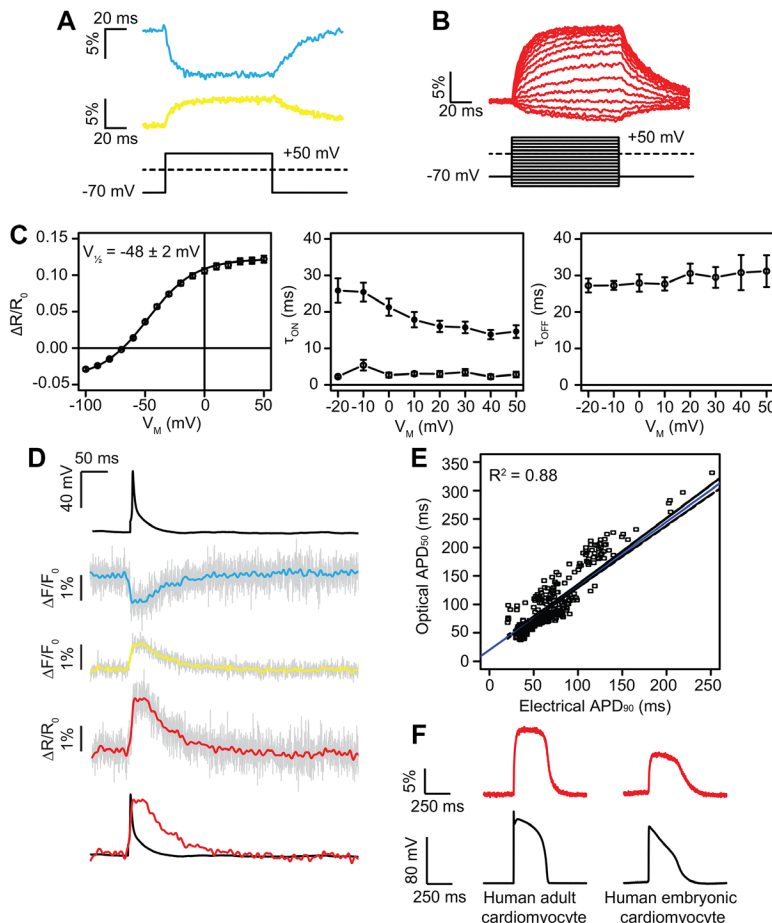 A
20 ms
5%
5%
20 ms
+50 mV
-70 mV
B
5%
20 ms
+50 mV
-70 mV
C
V½ = -48 ± 2 mV
ΔR/R₀
0.15
0.10
0.05
0.00
-0.05
-100
-50
0
50
V_M (mV)
τ_ON (ms)
40
30
20
10
0
-20
-10
0
10
20
30
40
50
V_M (mV)
τ_OFF (ms)
40
30
20
10
0
-20
-10
0
10
20
30
40
50
V_M (mV)
D
50 ms
40 mV
ΔF/F₀
1%
ΔF/F₀
1%
ΔR/R₀
1%
E
R² = 0.88
Optical APD₅₀ (ms)
350
300
250
200
150
100
50
0
0
50
100
150
200
250
Electrical APD₉₀ (ms)
F
5%
250 ms
80 mV
250 ms
Human adult
cardiomyocyte
Human embryonic
cardiomyocyte